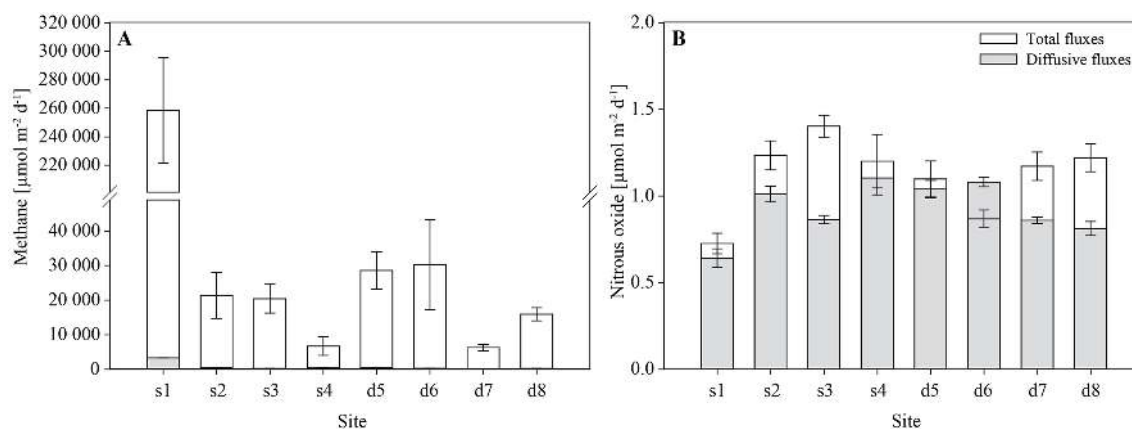 A
Methane [µmol m⁻² d⁻¹]
320 000
300 000
280 000
260 000
240 000
220 000
40 000
30 000
20 000
10 000
0
s1 s2 s3 s4 d5 d6 d7 d8
Site
B
Total fluxes
Diffusive fluxes
Nitrous oxide [µmol m⁻² d⁻¹]
2.0
1.5
1.0
0.5
0.0
s1 s2 s3 s4 d5 d6 d7 d8
Site